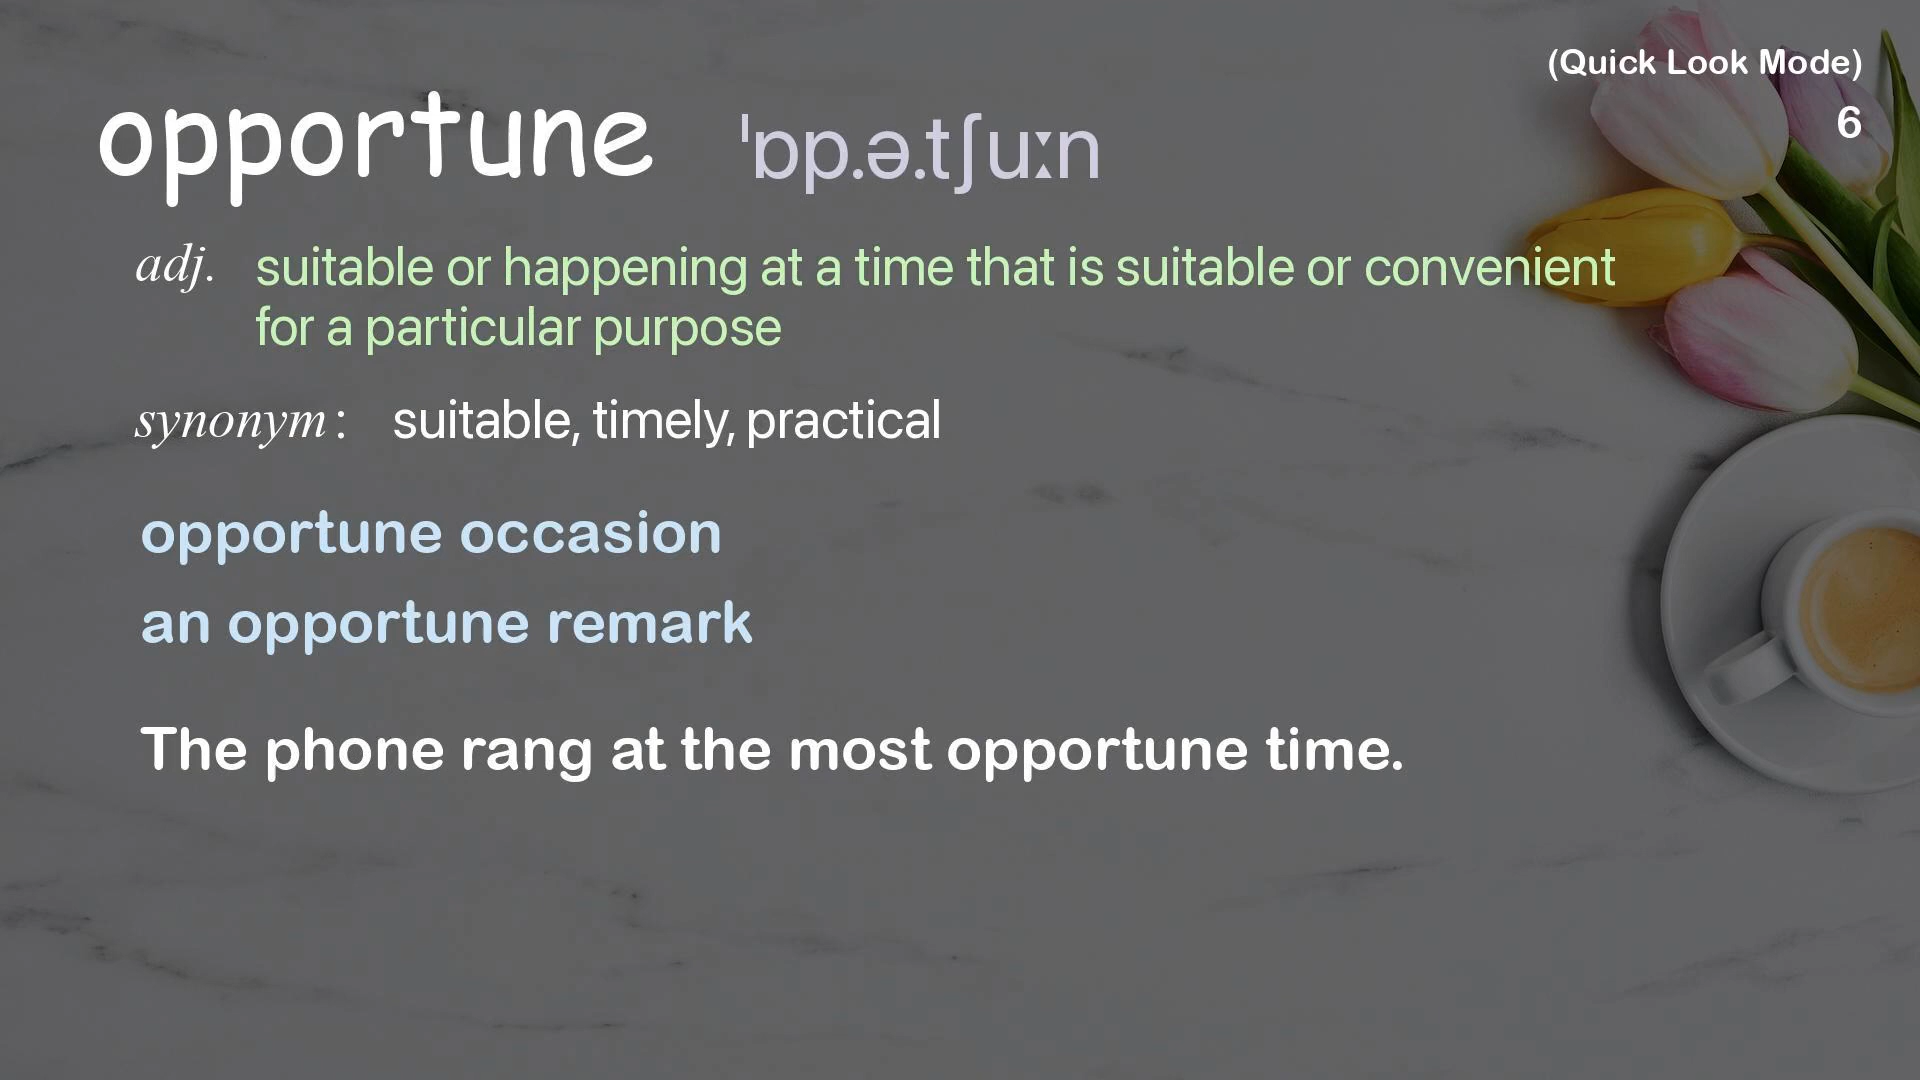 (Quick Look Mode)
6
opportune ˈɒp.ə.tʃuːn
adj. suitable or happening at a time that is suitable or convenient
for a particular purpose
synonym: suitable, timely, practical
opportune occasion
an opportune remark
The phone rang at the most opportune time.